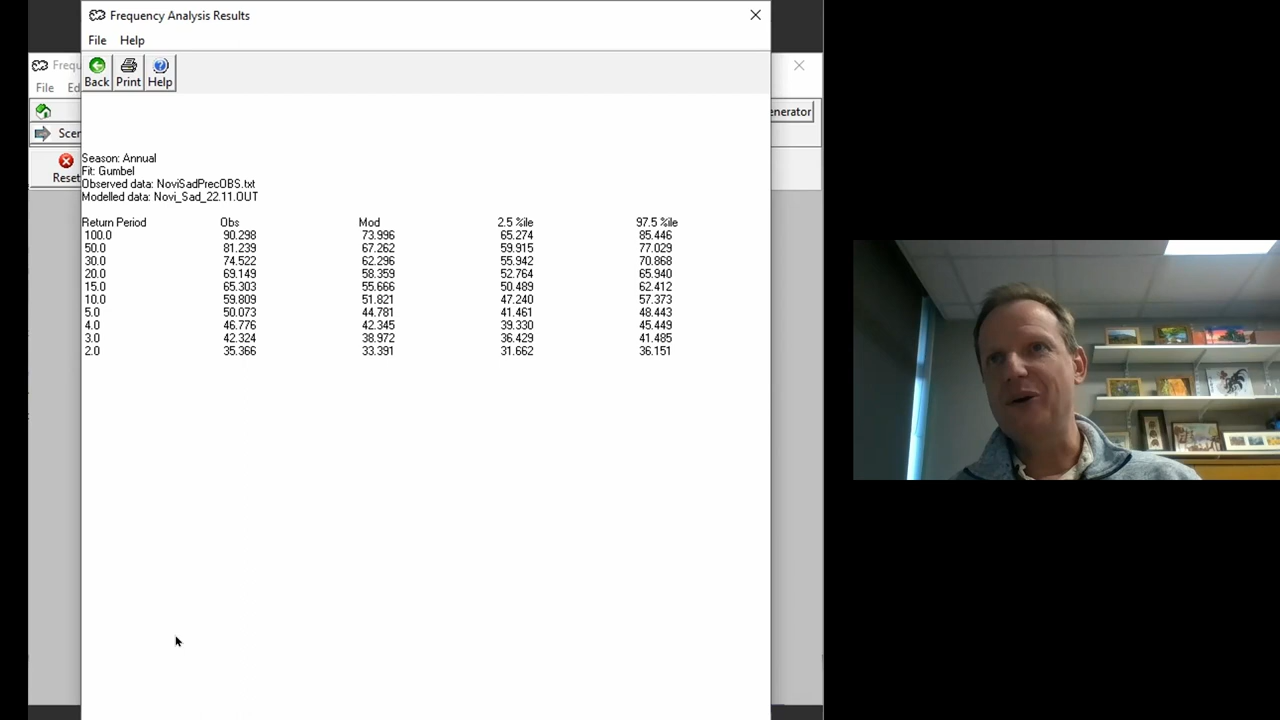 Frequency Analysis Results
File Help
Back Print Help
Frequ
File Ed
enerator
Scer
Reset
Season: Annual
Fit: Gumbel
Observed data: NoviSadPrecOBS.txt
Modelled data: Novi_Sad_22.11.OUT
Return Period Obs Mod 2.5 %ile 97.5 %ile
100.0 90.298 73.996 65.274 85.446
50.0 81.239 67.262 59.915 77.029
30.0 74.522 62.296 55.942 70.868
20.0 69.149 58.359 52.764 65.940
15.0 65.303 55.666 50.489 62.412
10.0 59.809 51.821 47.240 57.373
5.0 50.073 44.781 41.461 48.443
4.0 46.776 42.345 39.330 45.449
3.0 42.324 38.972 36.429 41.485
2.0 35.366 33.391 31.662 36.151